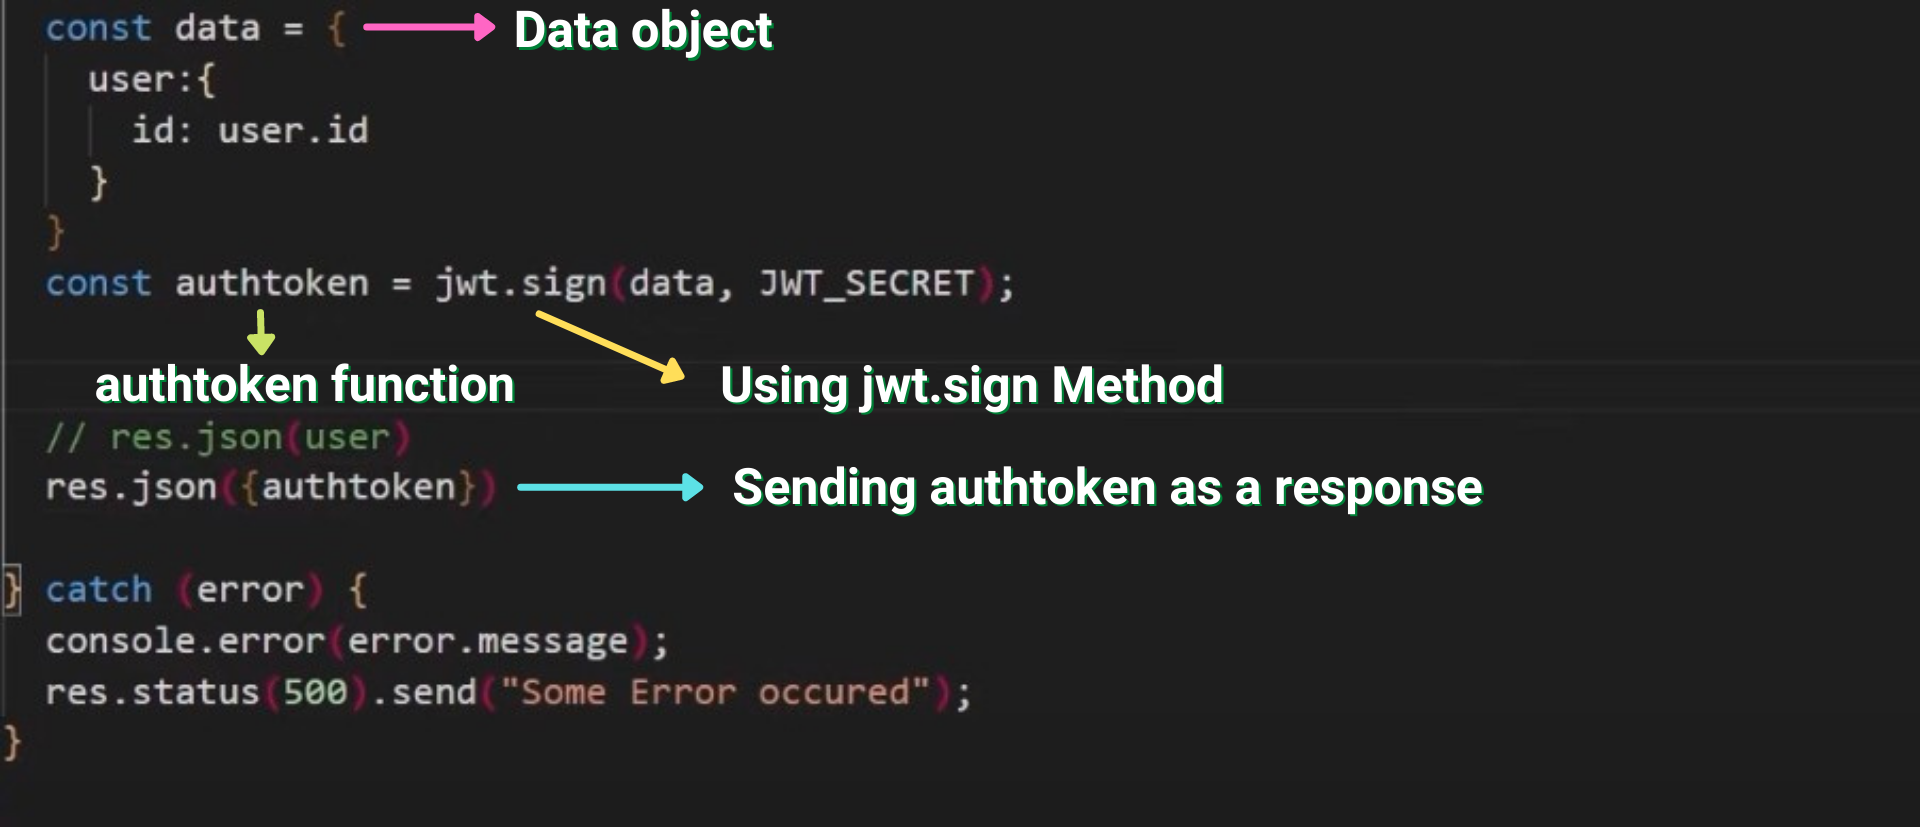 const data = { Data object
user:{
id: user.id
}
}
const authtoken = jwt.sign(data, JWT_SECRET);
authtoken function Using jwt.sign Method
// res.json(user)
res.json({authtoken}) Sending authtoken as a response
} catch (error) {
console.error(error.message);
res.status(500).send("Some Error occured");
}